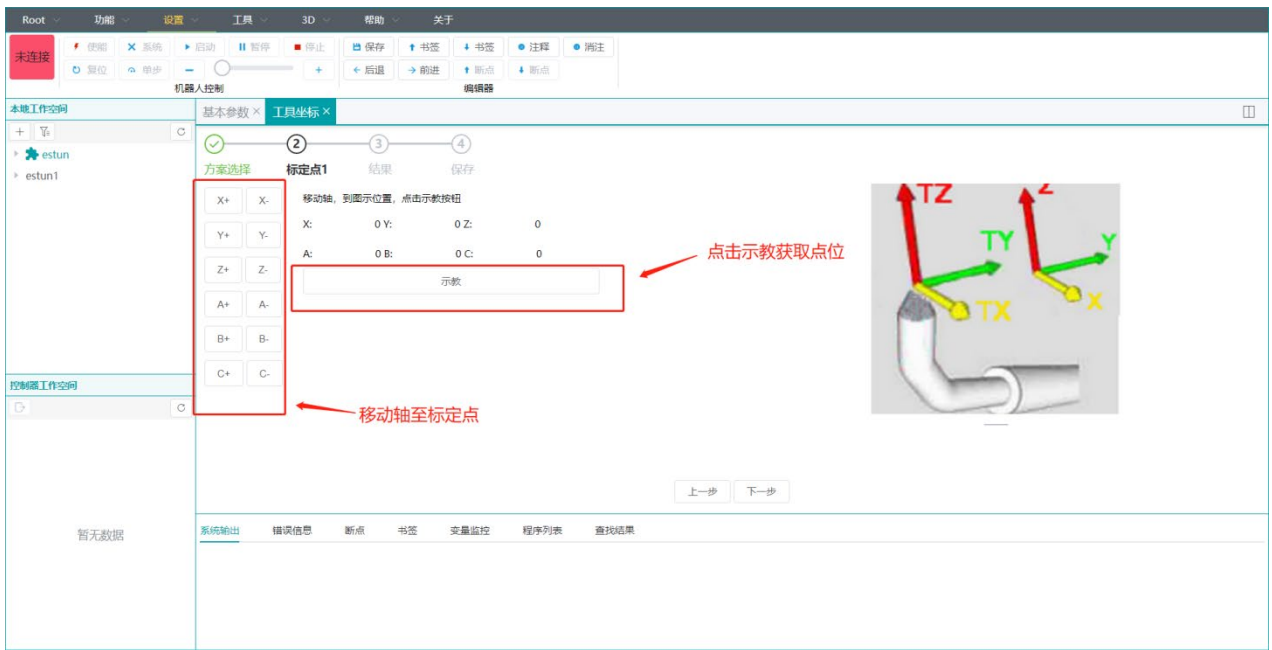 Root 功能 设置 工具 3D 帮助 关于
未连接 使能 系统 启动 暂停 停止 保存 书签 书签 注释 消注
复位 单步 - + 后退 前进 断点 断点
机器人控制 编辑器
本地工作空间 基本参数 × 工具坐标 ×
estun
estun1
2 3 4
方案选择 标定点1 结果 保存
X+ X- 移动轴，到图示位置，点击示教按钮
X: 0 Y: 0 Z: 0
Y+ Y-
A: 0 B: 0 C: 0
点击示教获取点位
Z+ Z- 示教
A+ A-
B+ B-
C+ C-
移动轴至标定点
TZ Z
TY Y
TX X
控制器工作空间
上一步 下一步
暂无数据
系统输出 错误信息 断点 书签 变量监控 程序列表 查找结果